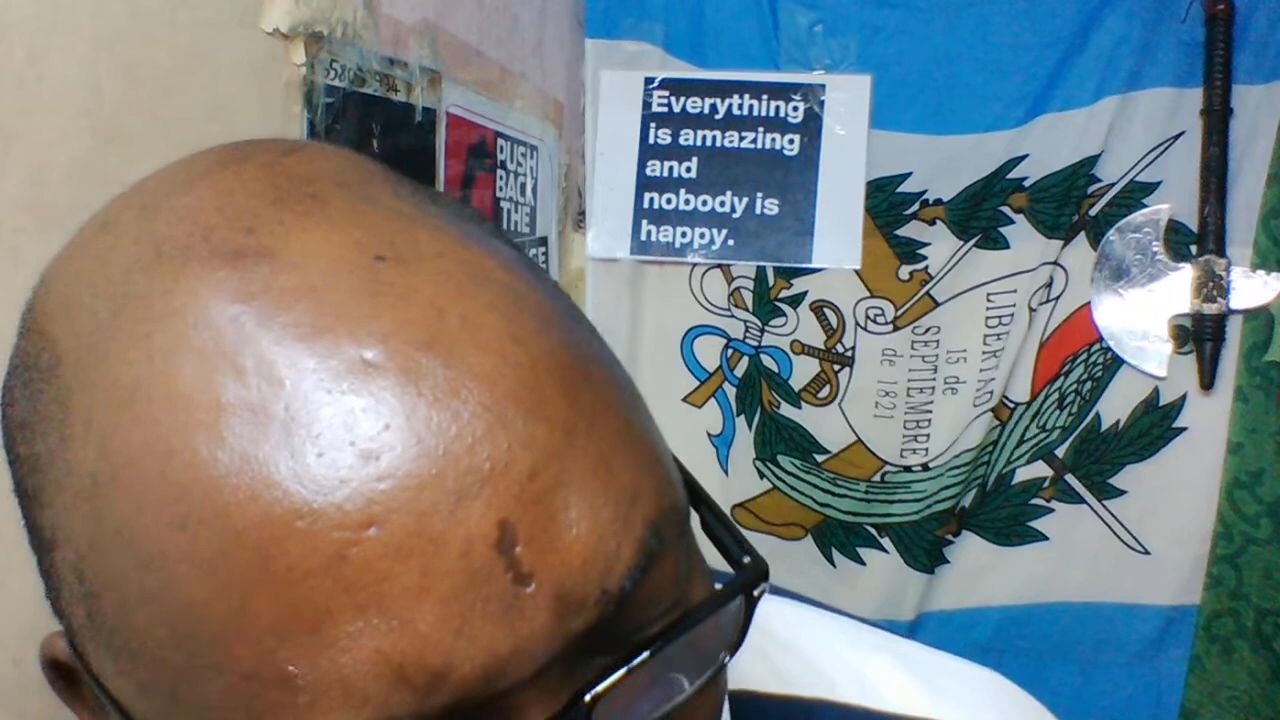 PUSH
BACK
THE
Everything
is amazing
and
nobody is
happy.
LIBERTAD
15 de
SEPTIEMBRE
de 1821